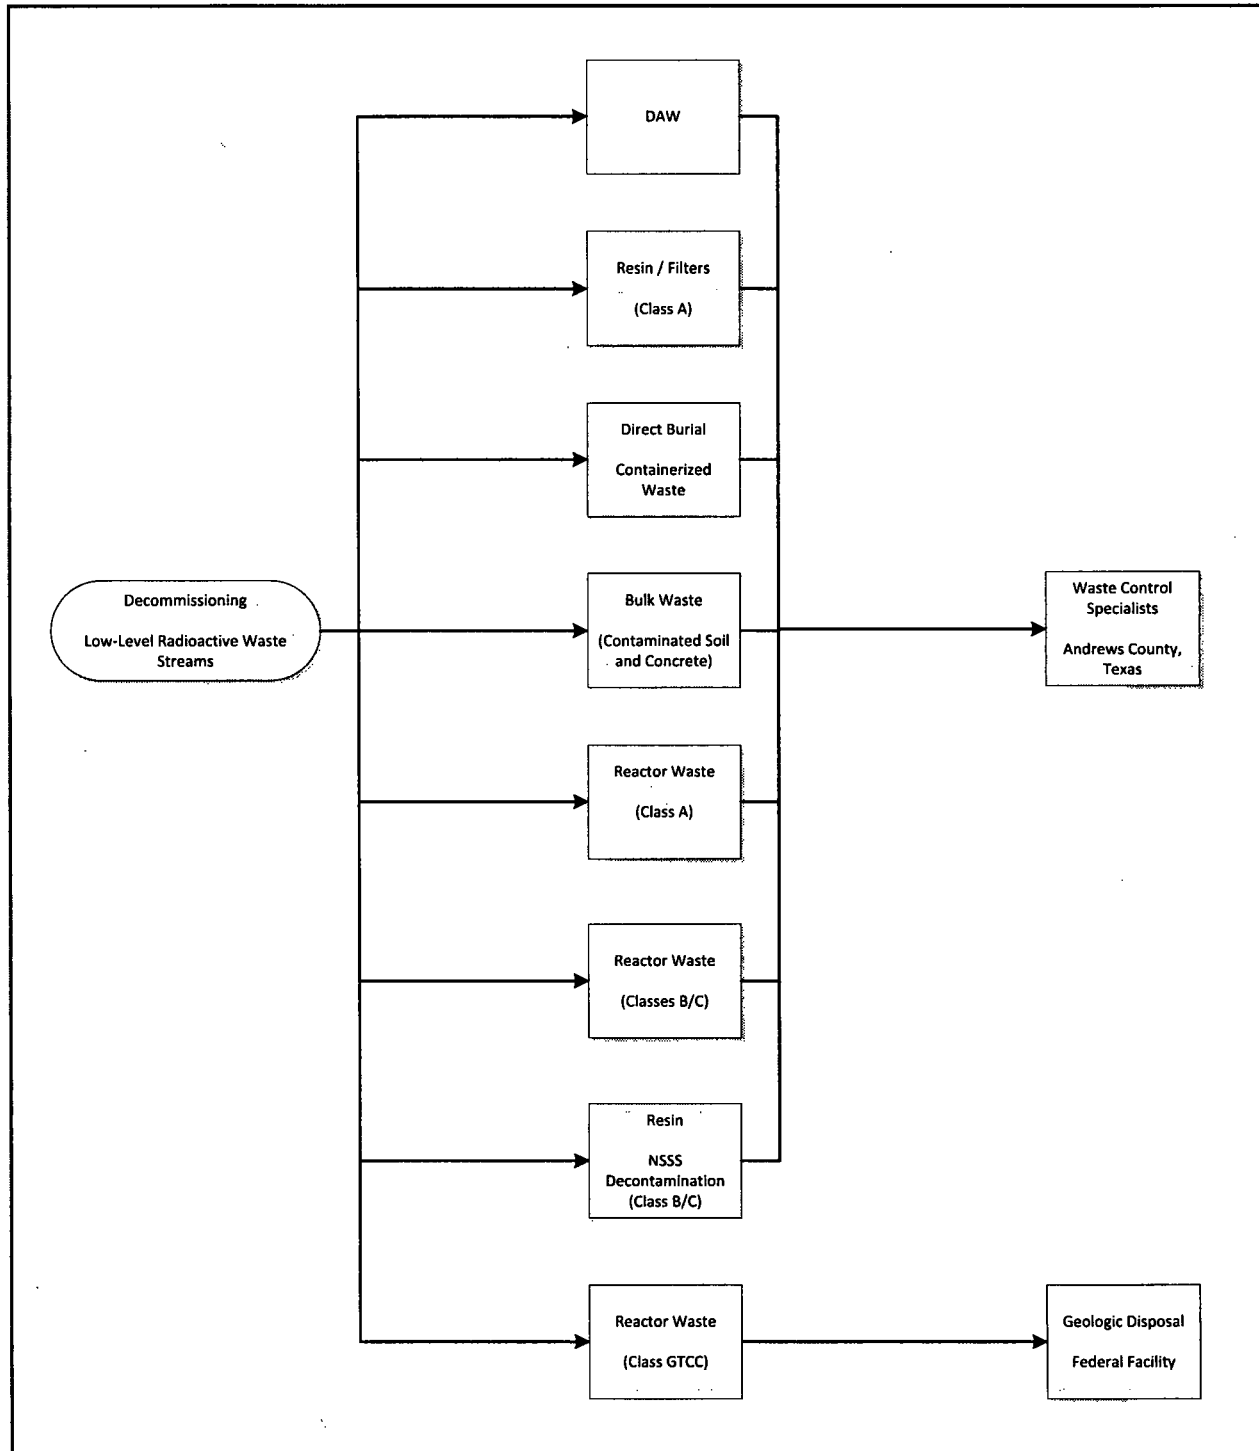 DAW
Resin / Filters
(Class A)
Direct Burial
Containerized
Waste
Decommissioning
Low-Level Radioactive Waste
Streams
Bulk Waste
(Contaminated Soil
and Concrete)
Waste Control
Specialists
Andrews County,
Texas
Reactor Waste
(Class A)
Reactor Waste
(Classes B/C)
Resin
NSSS
Decontamination
(Class B/C)
Reactor Waste
(Class GTCC)
Geologic Disposal
Federal Facility